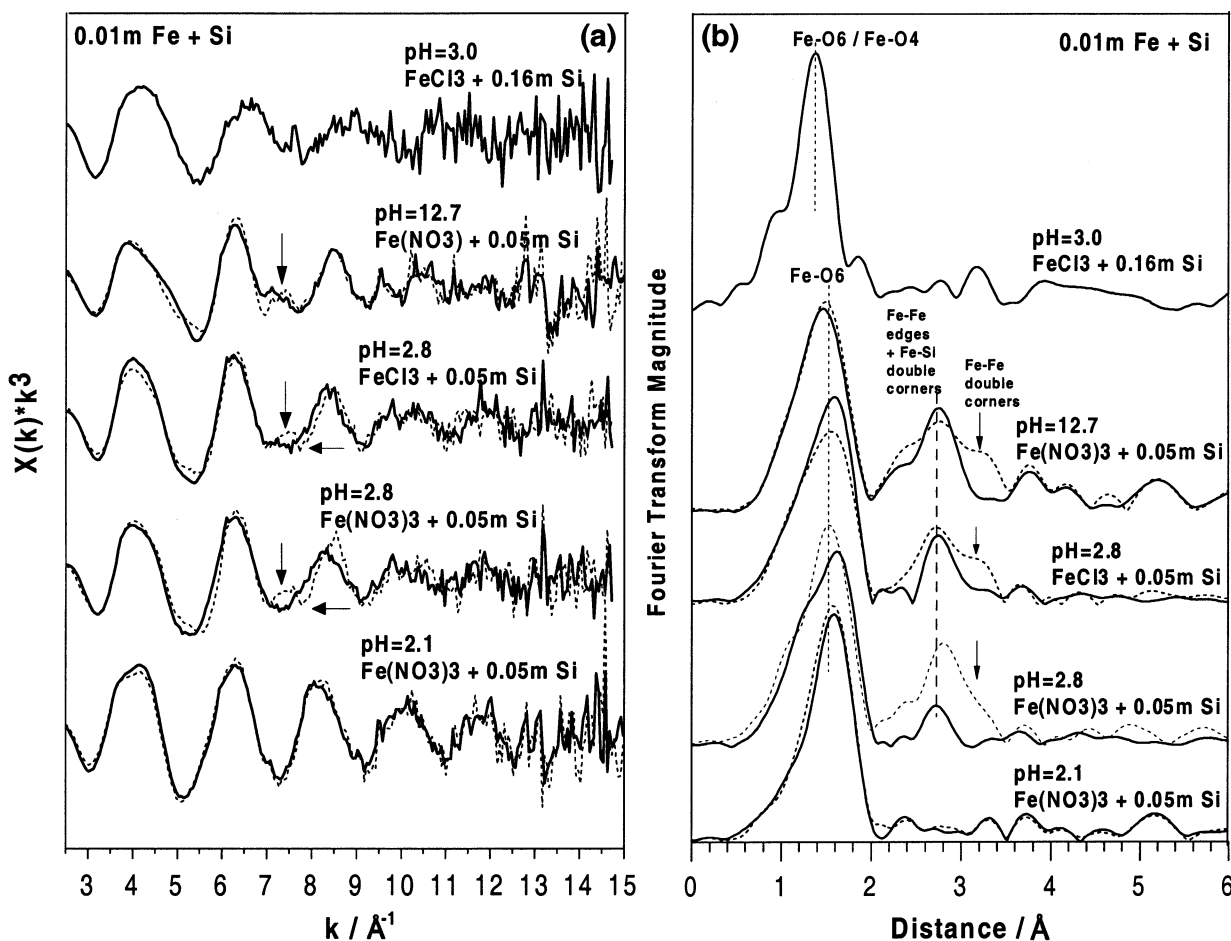 0.01m Fe + Si
(a)
pH=3.0
FeCl3 + 0.16m Si
pH=12.7
Fe(NO3) + 0.05m Si
pH=2.8
FeCl3 + 0.05m Si
pH=2.8
Fe(NO3)3 + 0.05m Si
pH=2.1
Fe(NO3)3 + 0.05m Si
X(k)*k3
3 4 5 6 7 8 9 10 11 12 13 14 15
k / Å-1
(b)
Fe-O6 / Fe-O4
0.01m Fe + Si
pH=3.0
FeCl3 + 0.16m Si
Fe-O6
Fe-Fe
edges
+ Fe-Si
double
corners
Fe-Fe
double
corners
pH=12.7
Fe(NO3)3 + 0.05m Si
pH=2.8
FeCl3 + 0.05m Si
pH=2.8
Fe(NO3)3 + 0.05m Si
pH=2.1
Fe(NO3)3 + 0.05m Si
Fourier Transform Magnitude
0 1 2 3 4 5 6
Distance / Å